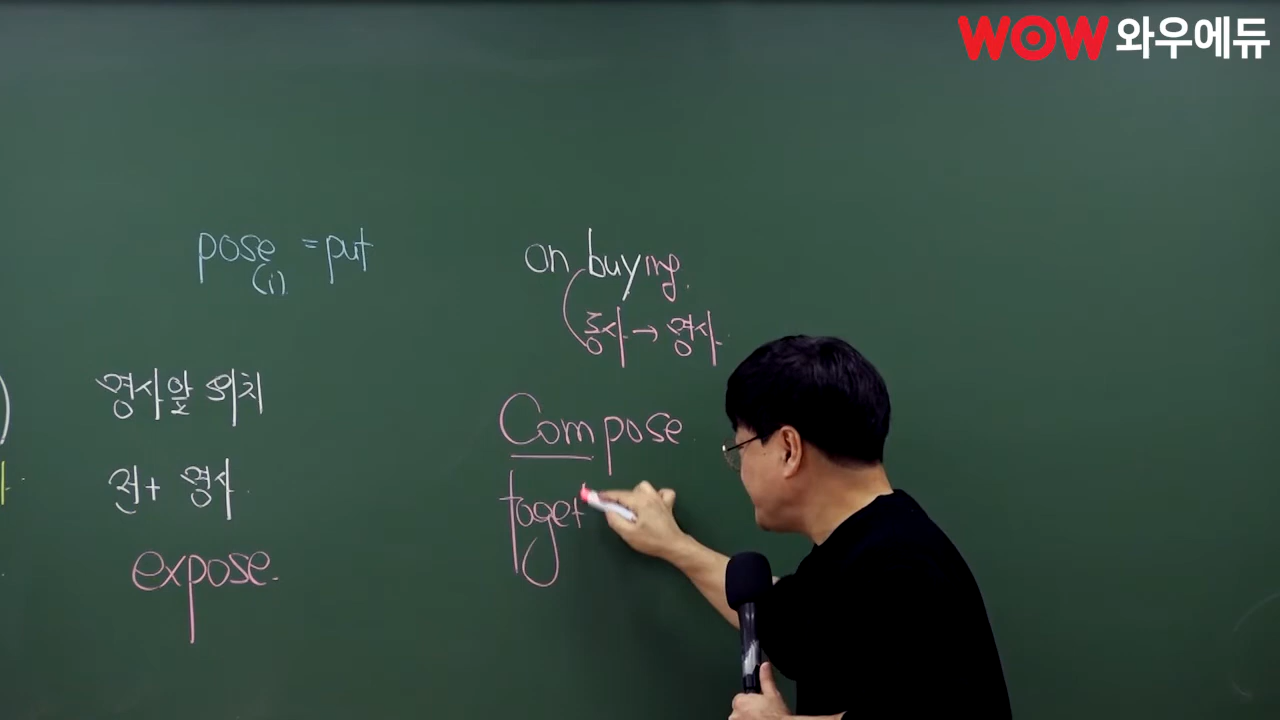 WOW 와우에듀
pose = put
(i)
on buying.
동사 → 명사.
명사앞 위치
Compose
전+ 명사.
toget
expose.